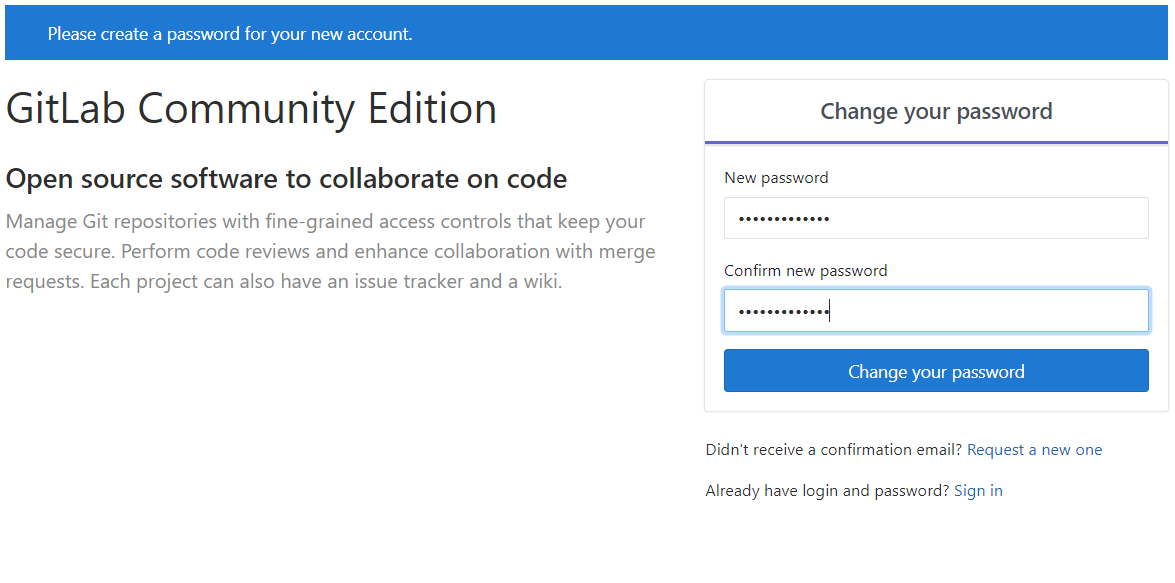 Please create a password for your new account.
GitLab Community Edition
Open source software to collaborate on code
Manage Git repositories with fine-grained access controls that keep your
code secure. Perform code reviews and enhance collaboration with merge
requests. Each project can also have an issue tracker and a wiki.
Change your password
New password
•••••••••••••
Confirm new password
•••••••••••••
Change your password
Didn't receive a confirmation email? Request a new one
Already have login and password? Sign in